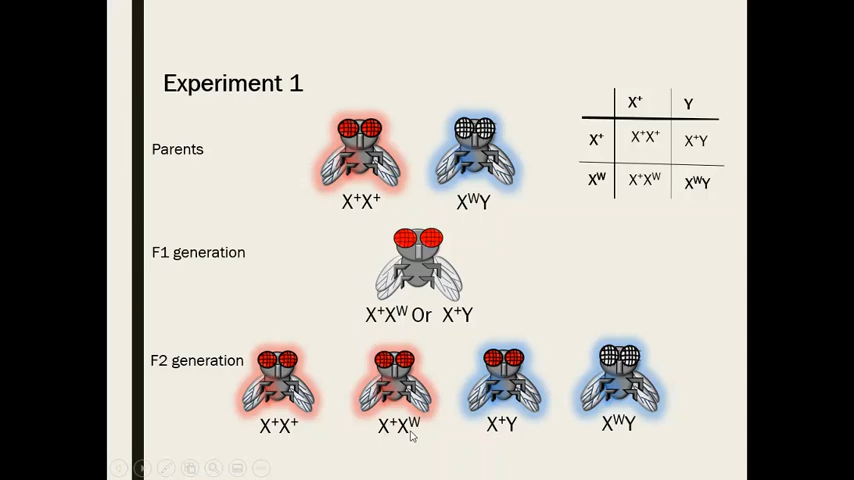 Experiment 1
X⁺ Y
X⁺ X⁺X⁺ X⁺Y
Xᵂ X⁺Xᵂ XᵂY
Parents
X⁺X⁺ XᵂY
F1 generation
X⁺Xᵂ Or X⁺Y
F2 generation
X⁺X⁺ X⁺Xᵂ X⁺Y XᵂY